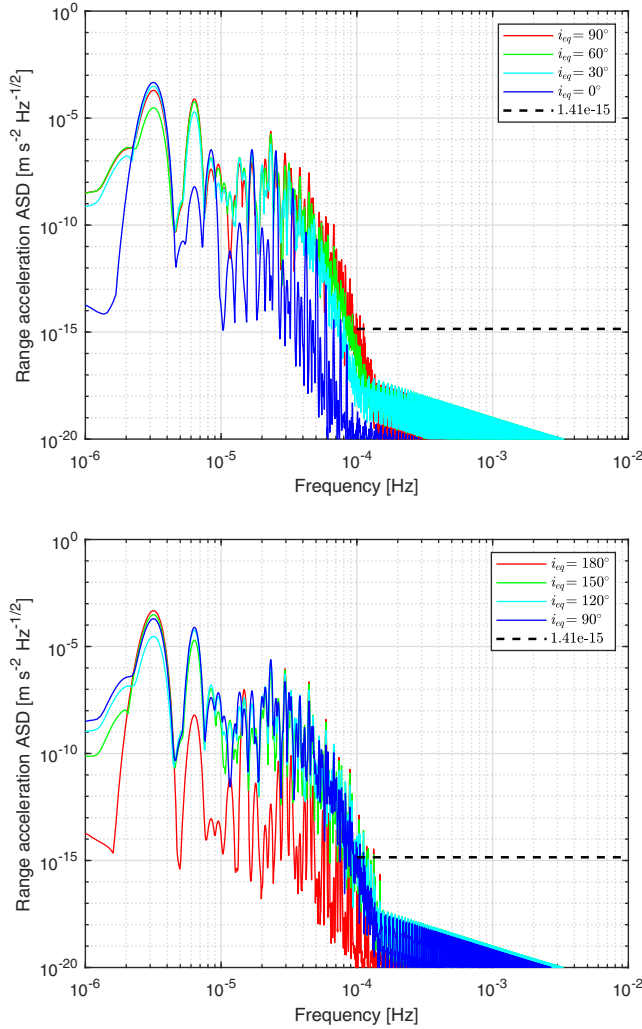 10^0
10^-5
10^-10
10^-15
10^-20
Range acceleration ASD [m s^-2 Hz^-1/2]
i_eq = 90°
i_eq = 60°
i_eq = 30°
i_eq = 0°
1.41e-15
10^-6 10^-5 10^-4 10^-3 10^-2
Frequency [Hz]
10^0
10^-5
10^-10
10^-15
10^-20
Range acceleration ASD [m s^-2 Hz^-1/2]
i_eq = 180°
i_eq = 150°
i_eq = 120°
i_eq = 90°
1.41e-15
10^-6 10^-5 10^-4 10^-3 10^-2
Frequency [Hz]